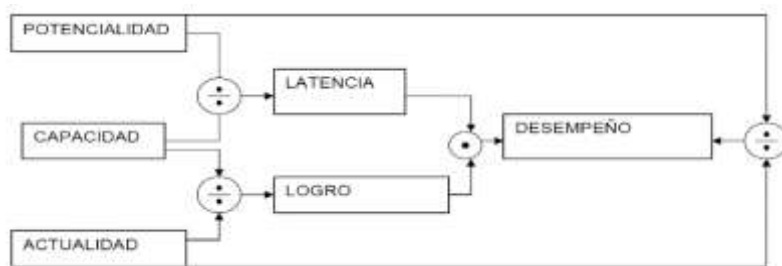 POTENCIALIDAD
LATENCIA
DESEMPEÑO
CAPACIDAD
LOGRO
ACTUALIDAD